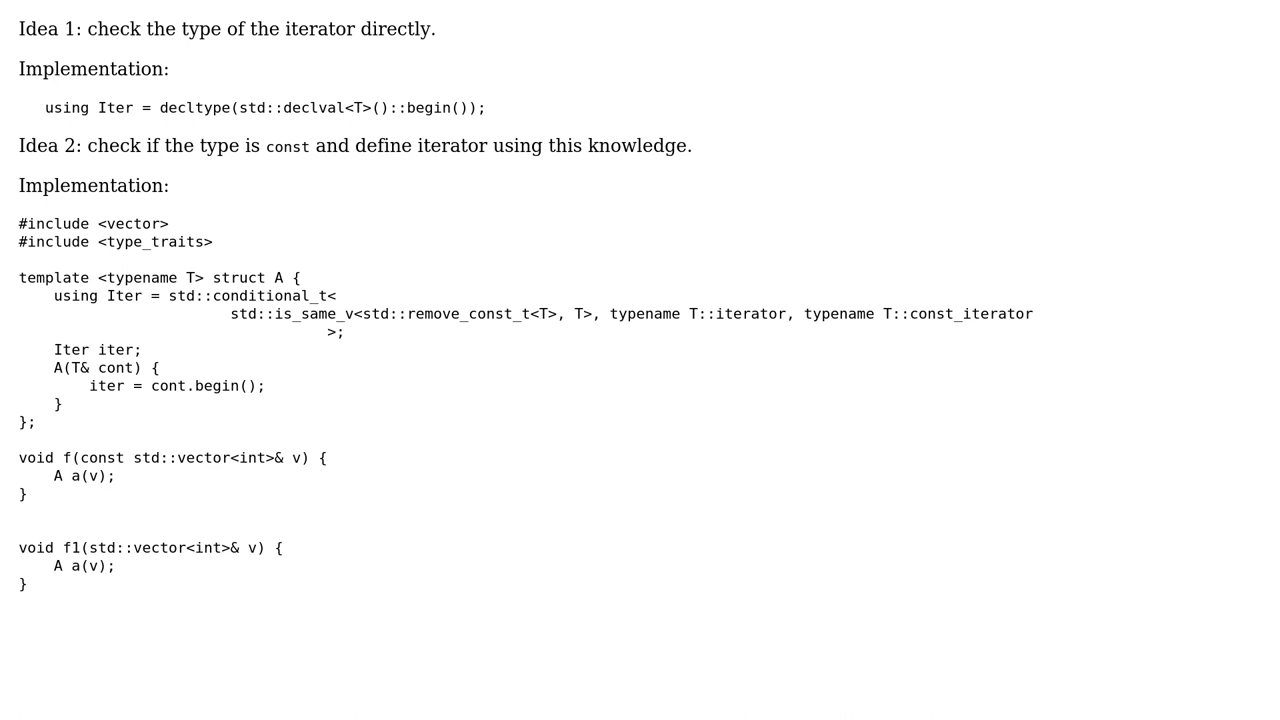 Idea 1: check the type of the iterator directly.
Implementation:
using Iter = decltype(std::declval<T>()::begin());
Idea 2: check if the type is const and define iterator using this knowledge.
Implementation:
#include <vector>
#include <type_traits>
template <typename T> struct A {
    using Iter = std::conditional_t<
                        std::is_same_v<std::remove_const_t<T>, T>, typename T::iterator, typename T::const_iterator
                                   >;
    Iter iter;
    A(T& cont) {
        iter = cont.begin();
    }
};
void f(const std::vector<int>& v) {
    A a(v);
}
void f1(std::vector<int>& v) {
    A a(v);
}